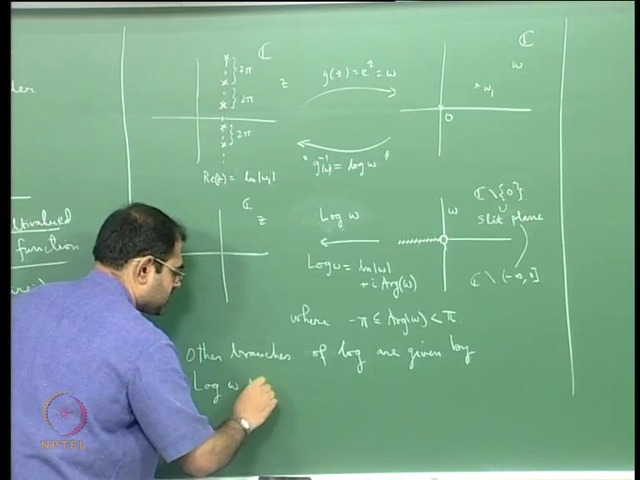 ℂ
2π
2π
2π
z
g(z) = e^z = w
ℂ
w
w₁
0
Re(z) = ln|w₁|
"g⁻¹(w) = log w"
ultivalued
function
ℂ
z
Log w
Log w = ln|w|
+ i Arg(w)
w
ℂ \ {0}
slit plane
ℂ \ (-∞, 0]
where -π ≤ Arg(w) < π.
Other branches of log are given by
Log w
NPTEL